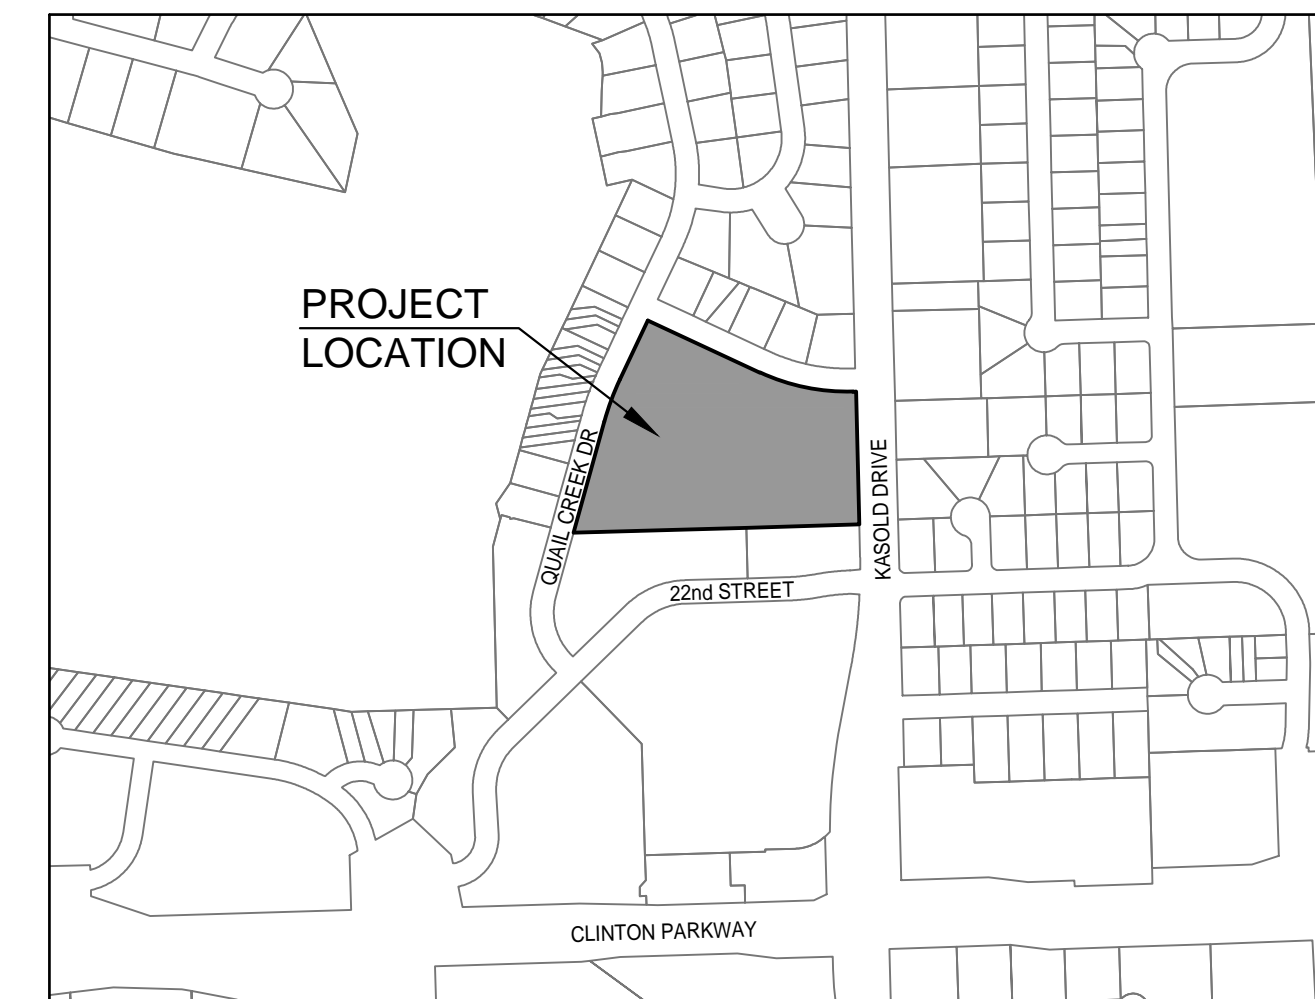 PROJECT
LOCATION
QUAIL CREEK DR
KASOLD DRIVE
22nd STREET
CLINTON PARKWAY